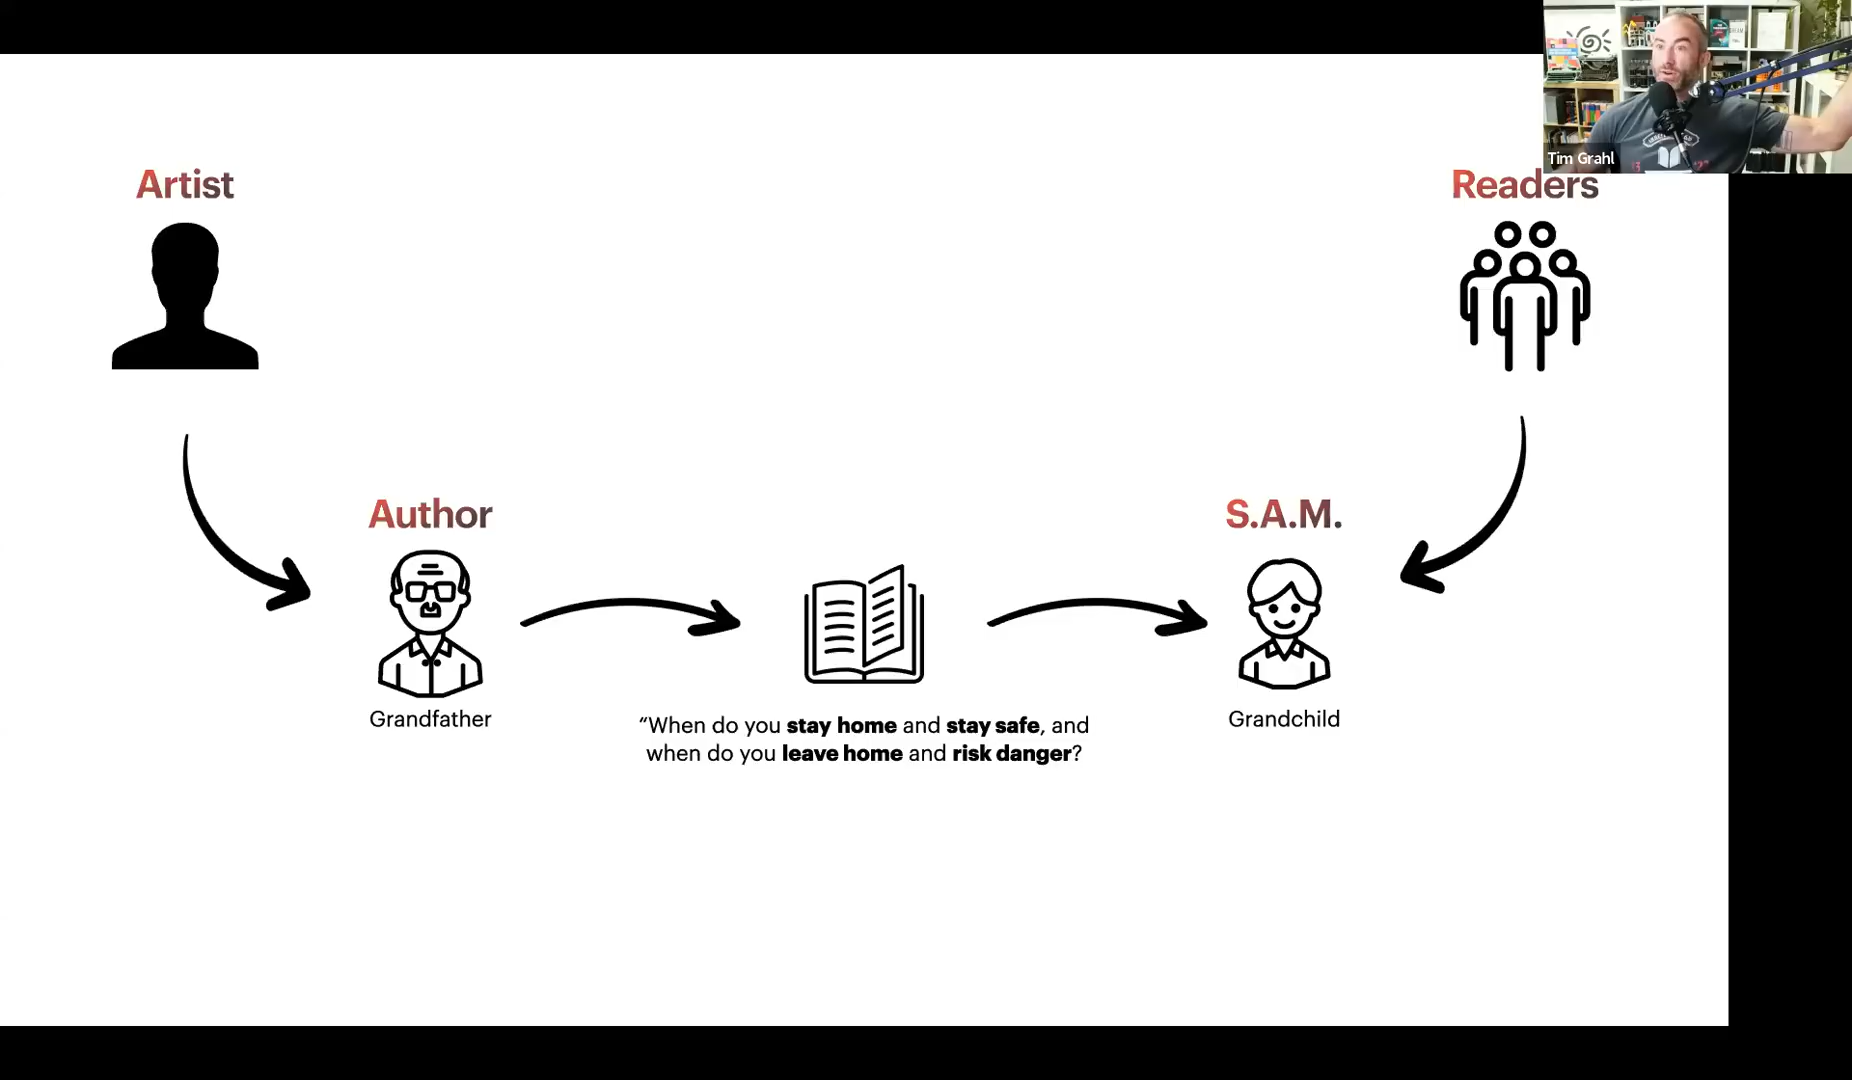 Tim Grahl
Artist
Readers
Author
S.A.M.
Grandfather
“When do you stay home and stay safe, and
when do you leave home and risk danger?
Grandchild